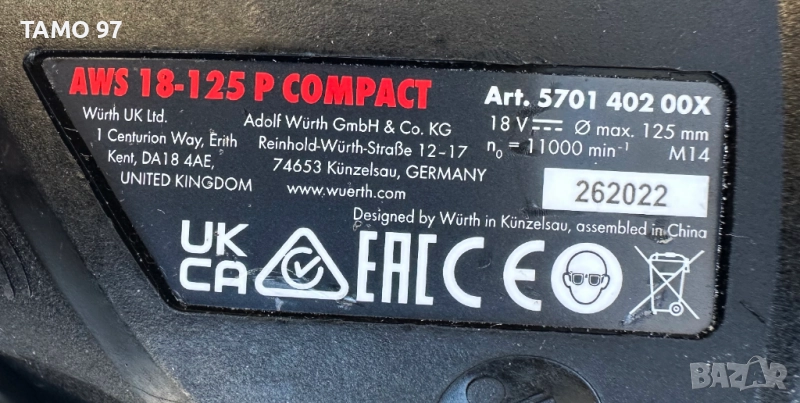 TAMO 97
AWS 18-125 P COMPACT
Würth UK Ltd.
1 Centurion Way, Erith
Kent, DA18 4AE,
UNITED KINGDOM
Adolf Würth GmbH & Co. KG
Reinhold-Würth-Straße 12-17
74653 Künzelsau, GERMANY
www.wuerth.com
Art. 5701 402 00X
18 V Ø max. 125 mm
n₀ = 11000 min⁻¹ M14
262022
Designed by Würth in Künzelsau, assembled in China
UK
CA
EAC CE
BAZAR